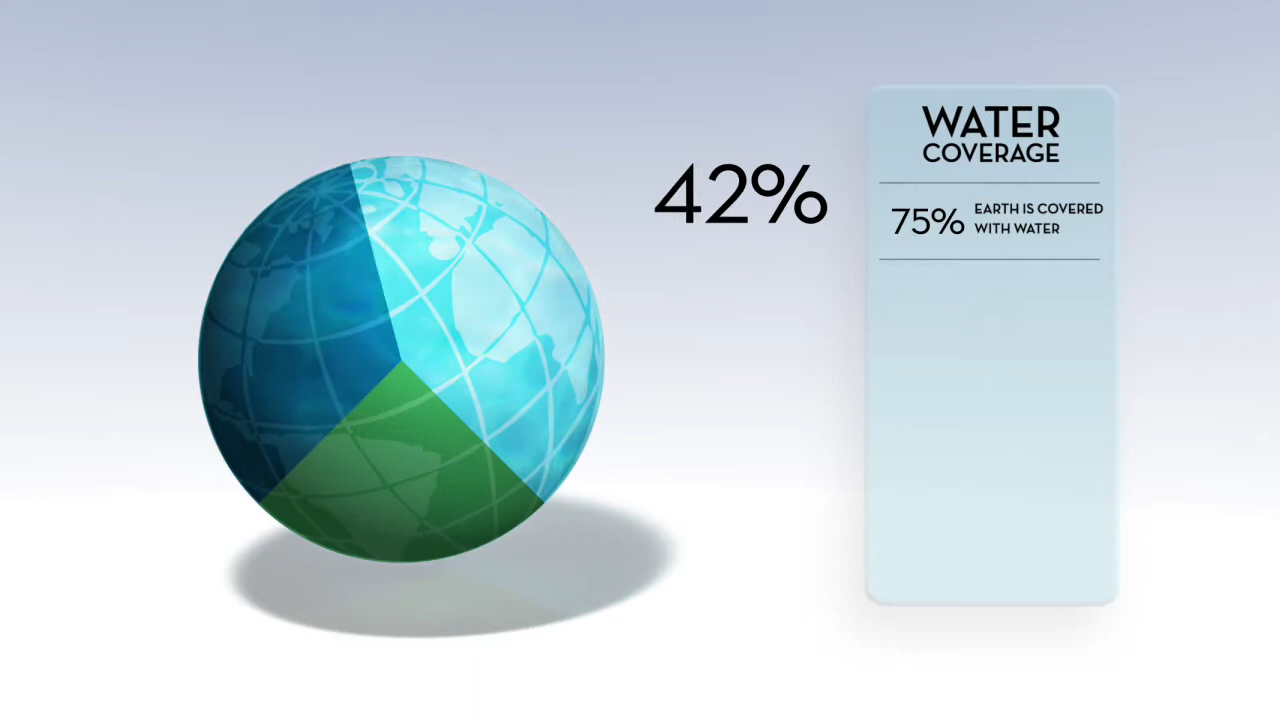 42%
WATER
COVERAGE
75% EARTH IS COVERED
WITH WATER